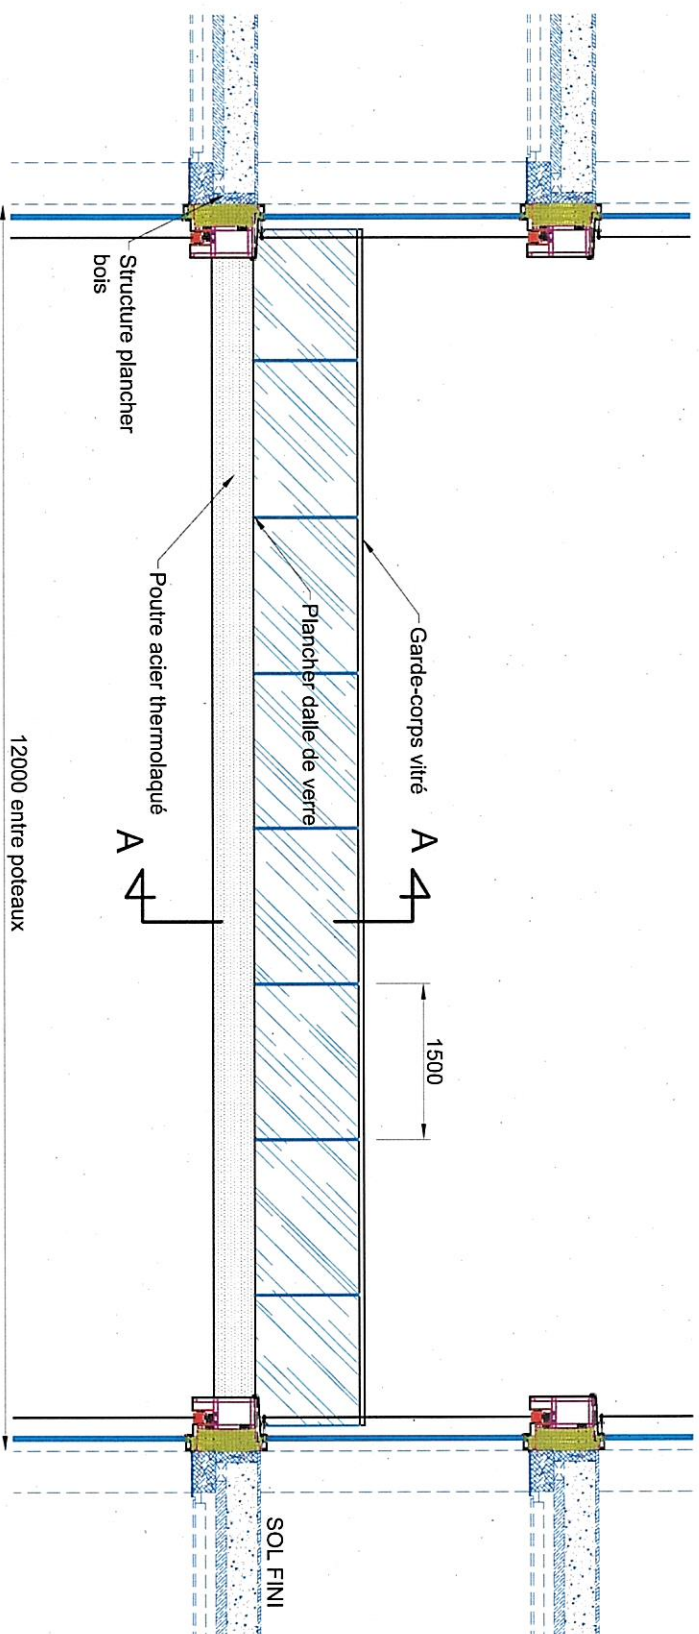 SOL FINI
Garde-corps vitré
A
1500
Plancher dalle de verre
Structure plancher
bois
Poutre acier thermolaqué
A
12000 entre poteaux